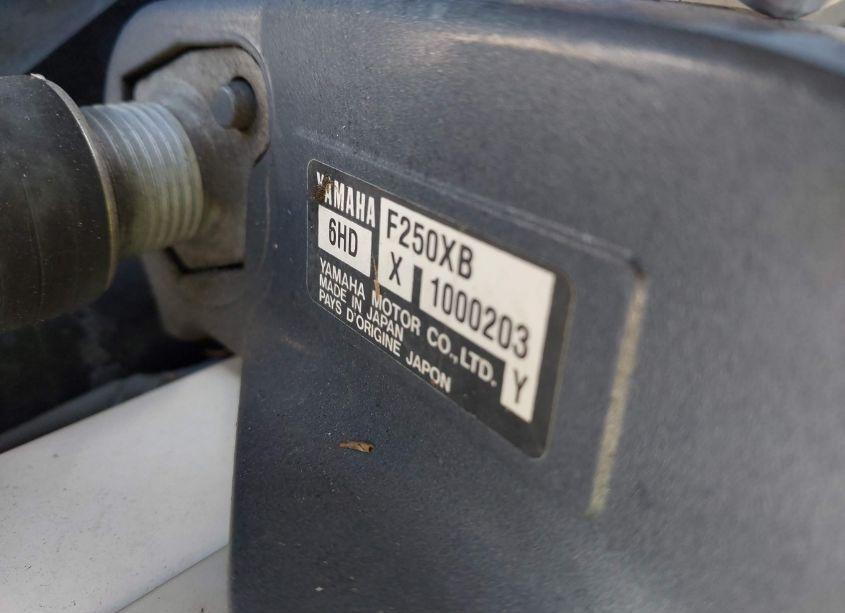 YAMAHA F250XB
6HD X 1000203 Y
YAMAHA MOTOR CO.,LTD.
MADE IN JAPAN
PAYS D'ORIGINE JAPON